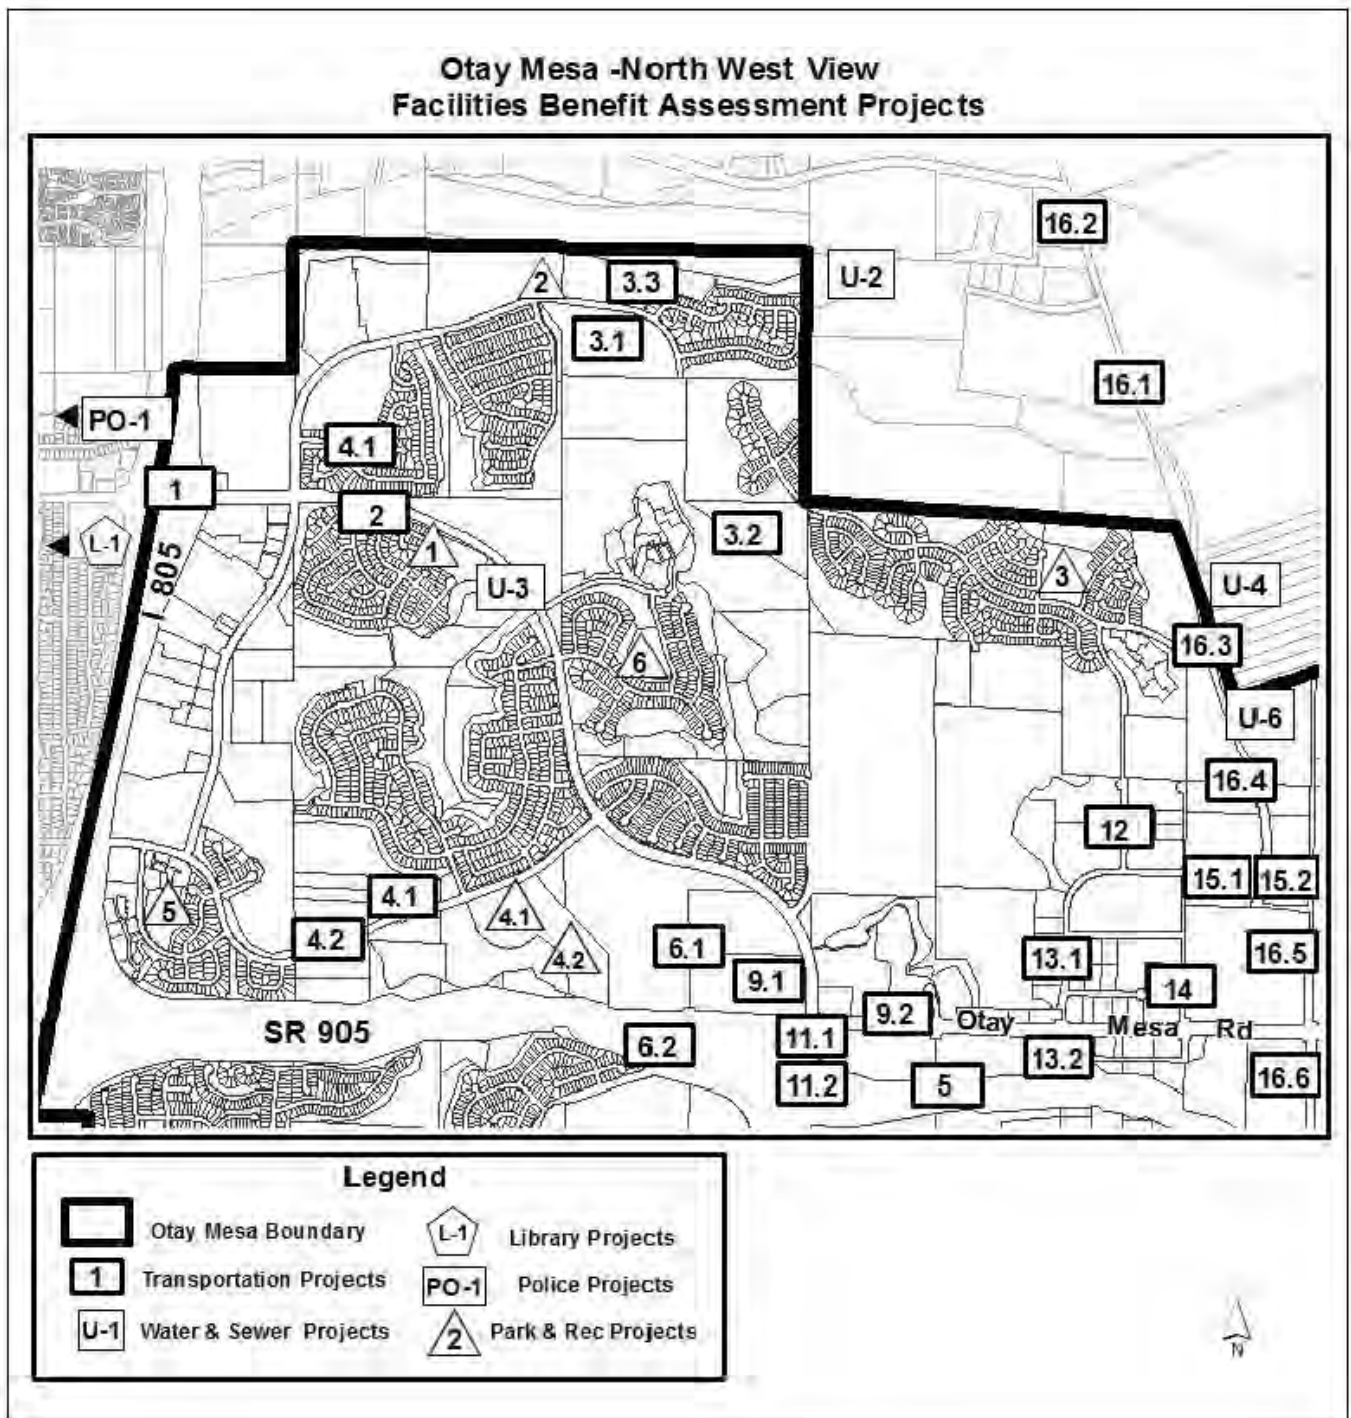 Otay Mesa -North West View
Facilities Benefit Assessment Projects
16.2
2
3.3
U-2
3.1
16.1
PO-1
4.1
1
2
3.2
L-1
1
I 805
U-3
3
U-4
16.3
6
U-6
16.4
12
15.1
15.2
5
4.1
4.1
4.2
4.2
6.1
13.1
16.5
9.1
14
9.2
Otay Mesa Rd
SR 905
11.1
6.2
13.2
11.2
5
16.6
Legend
Otay Mesa Boundary
L-1
Library Projects
1
Transportation Projects
PO-1
Police Projects
U-1
Water & Sewer Projects
2
Park & Rec Projects
N